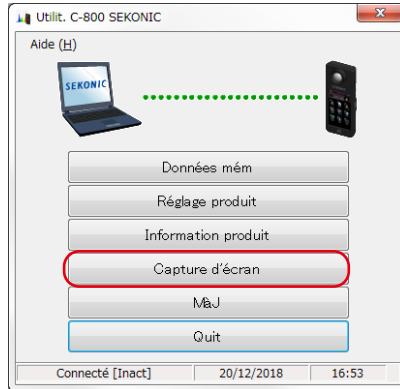 Utilit. C-800 SEKONIC
Aide (H)
SEKONIC
Données mém
Réglage produit
Information produit
Capture d'écran
MàJ
Quit
Connecté [Inact] 20/12/2018 16:53